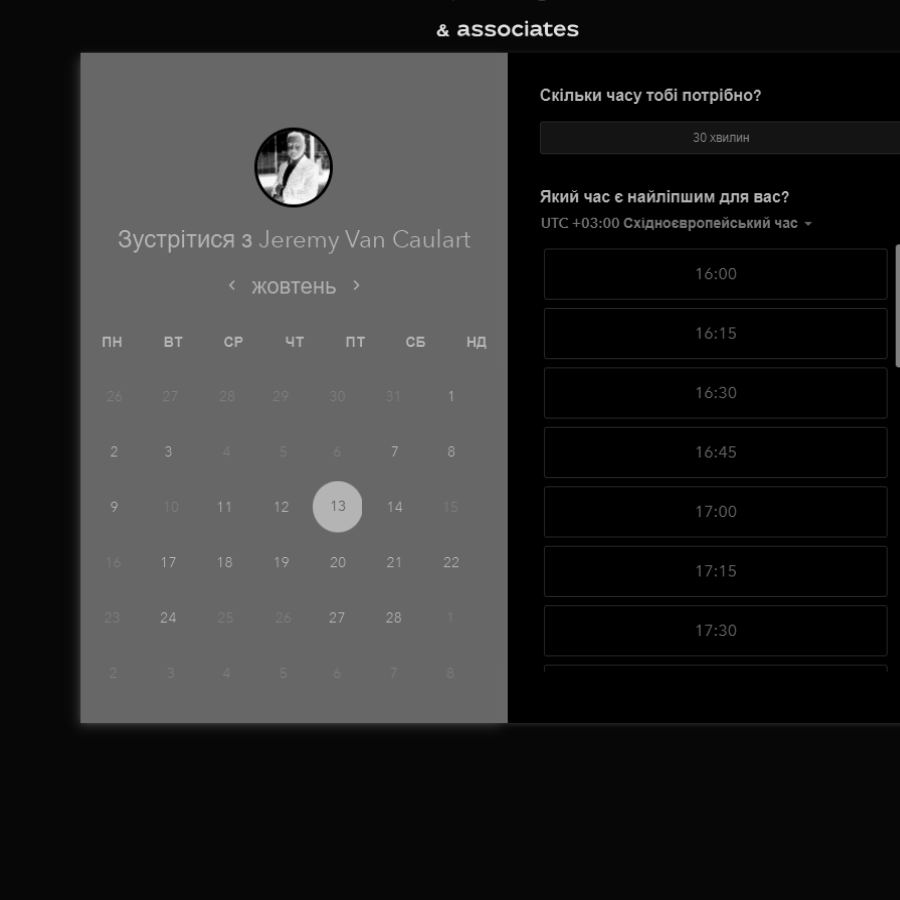 & associates
Зустрітися з Jeremy Van Caulart
жовтень
ПН ВТ СР ЧТ ПТ СБ НД
26 27 28 29 30 31 1
2 3 4 5 6 7 8
9 10 11 12 13 14 15
16 17 18 19 20 21 22
23 24 25 26 27 28 1
2 3 4 5 6 7 8
Скільки часу тобі потрібно?
30 хвилин
Який час є найліпшим для вас?
UTC +03:00 Східноєвропейський час
16:00
16:15
16:30
16:45
17:00
17:15
17:30